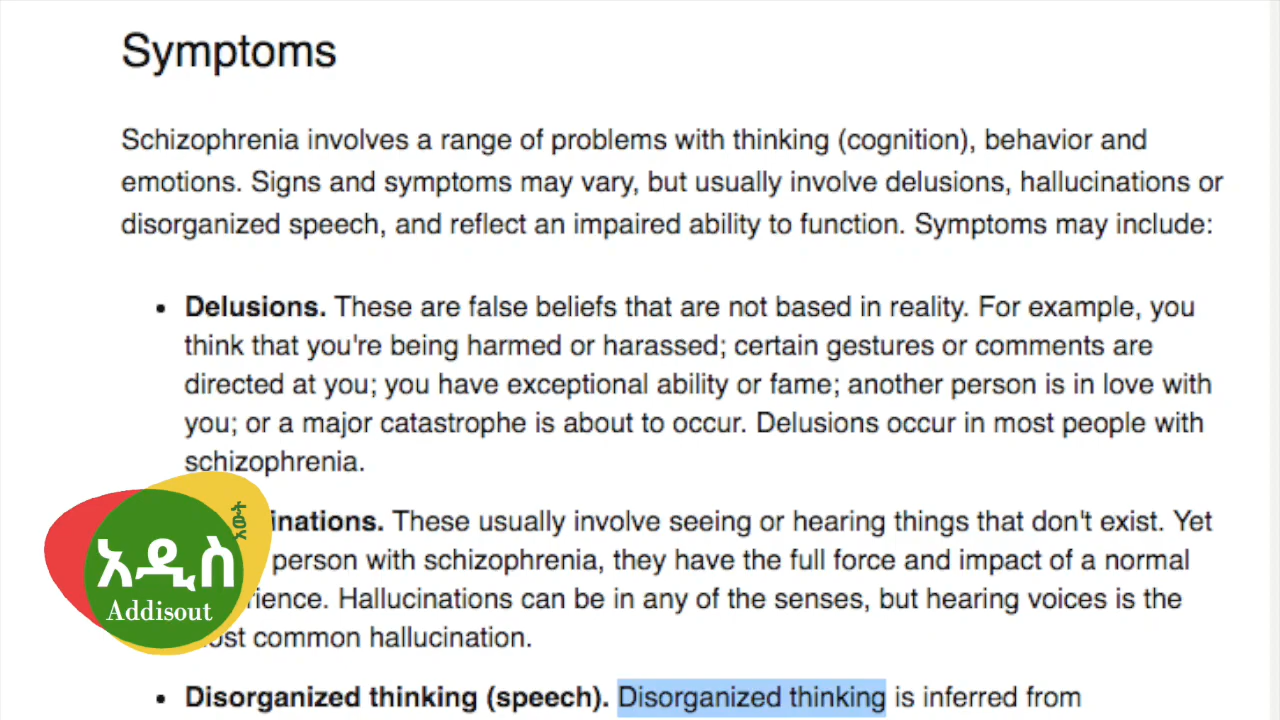 Symptoms
Schizophrenia involves a range of problems with thinking (cognition), behavior and
emotions. Signs and symptoms may vary, but usually involve delusions, hallucinations or
disorganized speech, and reflect an impaired ability to function. Symptoms may include:
• Delusions. These are false beliefs that are not based in reality. For example, you
think that you're being harmed or harassed; certain gestures or comments are
directed at you; you have exceptional ability or fame; another person is in love with
you; or a major catastrophe is about to occur. Delusions occur in most people with
schizophrenia.
inations. These usually involve seeing or hearing things that don't exist. Yet
person with schizophrenia, they have the full force and impact of a normal
rience. Hallucinations can be in any of the senses, but hearing voices is the
ost common hallucination.
• Disorganized thinking (speech). Disorganized thinking is inferred from
አዲስ
አውት
Addisout